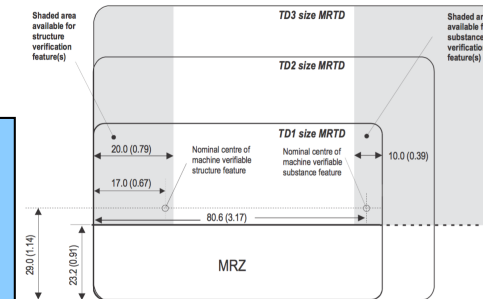 Shaded area
available for
structure
verification
feature(s)
TD3 size MRTD
Shaded
available
substance
verification
feature(s)
TD2 size MRTD
TD1 size MRTD
20.0 (0.79)
Nominal centre of
machine verifiable
structure feature
Nominal centre of
machine verifiable
substance feature
10.0 (0.39)
17.0 (0.67)
80.6 (3.17)
29.0 (1.14)
23.2 (0.91)
MRZ